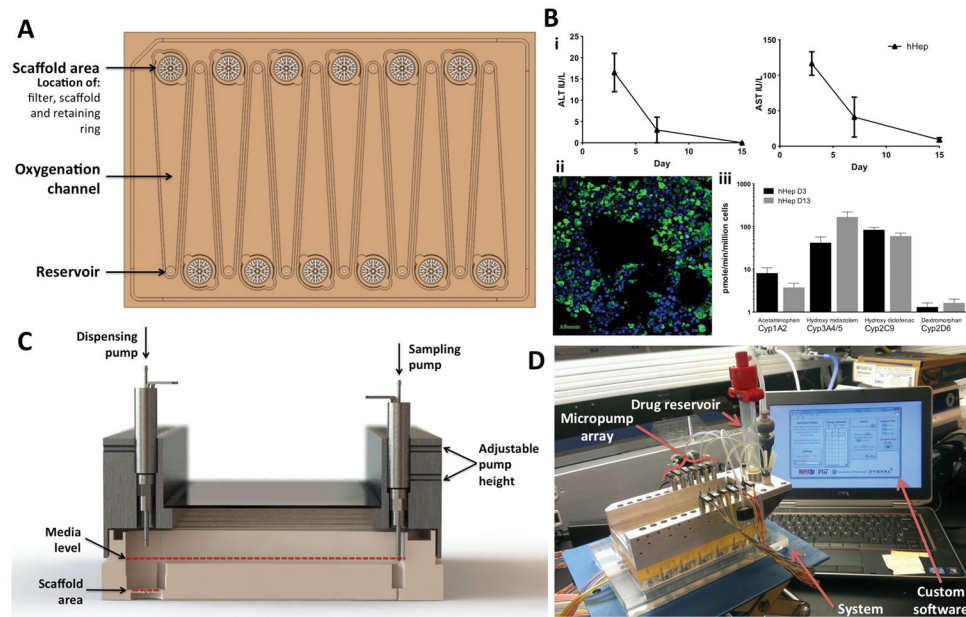 A
Scaffold area
Location of:
filter, scaffold
and retaining
ring
Oxygenation
channel
Reservoir
B
i
ALT IU/L
25
20
15
10
5
0
0
5
10
15
Day
AST IU/L
150
100
50
0
0
5
10
15
Day
hHep
ii
Albumin
iii
pmole/min/million cells
1000
100
10
1
hHep D3
hHep D13
Acetaminophen
Cyp1A2
Hydroxy midazolam
Cyp3A4/5
Hydroxy diclofenac
Cyp2C9
Dextromorphan
Cyp2D6
C
Dispensing
pump
Sampling
pump
Adjustable
pump
height
Media
level
Scaffold
area
D
Drug reservoir
Micropump
array
System
Custom
software
DELL